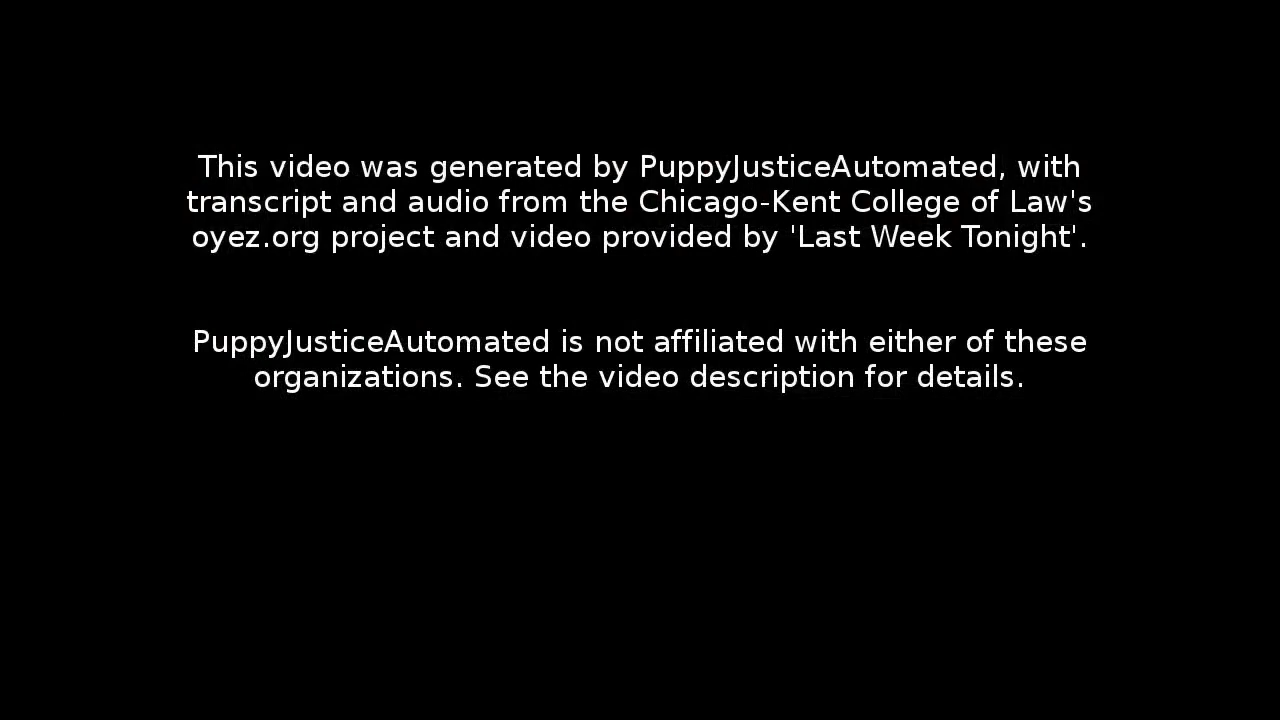 This video was generated by PuppyJusticeAutomated, with
transcript and audio from the Chicago-Kent College of Law's
oyez.org project and video provided by 'Last Week Tonight'.
PuppyJusticeAutomated is not affiliated with either of these
organizations. See the video description for details.